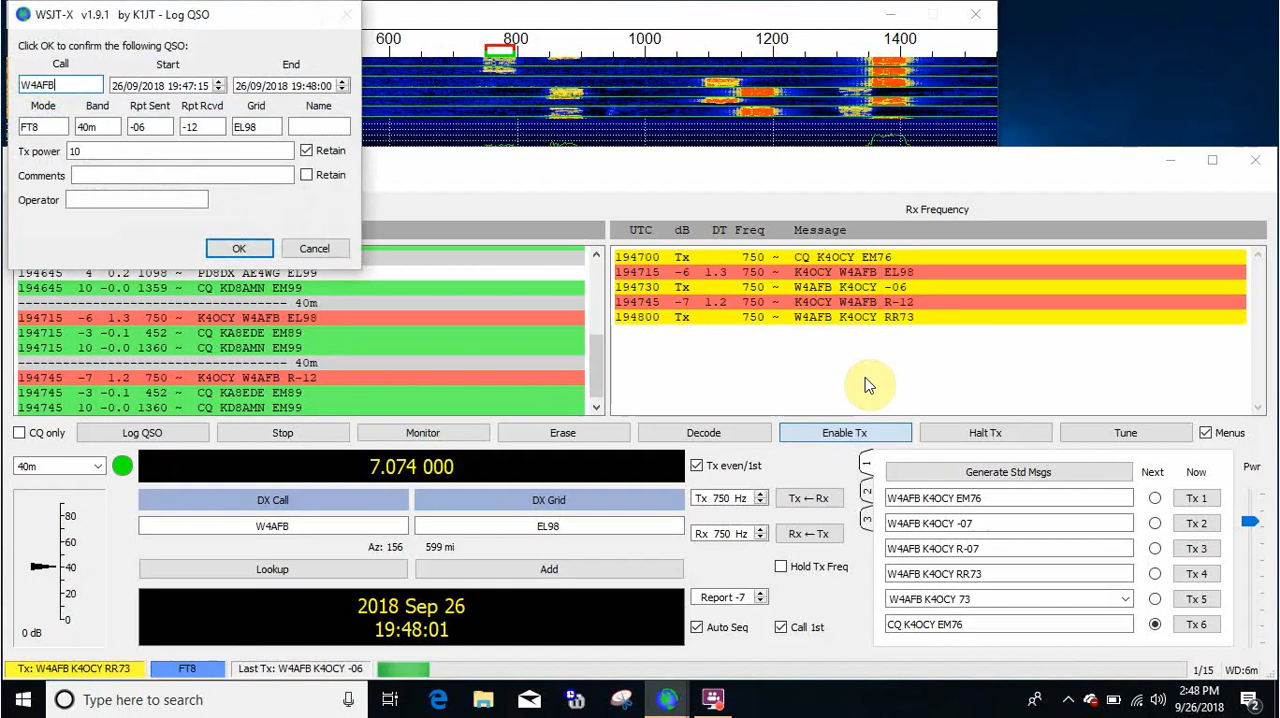 WSJT-X v1.9.1 by K1JT - Log QSO
Click OK to confirm the following QSO:
Call Start End
W4AFB 26/09/2018 19:47:15 26/09/2018 19:48:00
Mode Band Rpt Sent Rpt Rcvd Grid Name
FT8 40m -06 -12 EL98
Tx power 10 Retain
Comments Retain
Operator
OK Cancel
600 800 1000 1200 1400
Rx Frequency
UTC dB DT Freq Message
194700 Tx 750 ~ CQ K4OCY EM76
194715 -6 1.3 750 ~ K4OCY W4AFB EL98
194730 Tx 750 ~ W4AFB K4OCY -06
194745 -7 1.2 750 ~ K4OCY W4AFB R-12
194800 Tx 750 ~ W4AFB K4OCY RR73
194645 4 0.2 1098 ~ PD8DX AE4WG EL99
194645 10 -0.0 1359 ~ CQ KD8AMN EM99
40m
194715 -6 1.3 750 ~ K4OCY W4AFB EL98
194715 -3 -0.1 452 ~ CQ KA8EDE EM89
194715 10 -0.0 1360 ~ CQ KD8AMN EM99
40m
194745 -7 1.2 750 ~ K4OCY W4AFB R-12
194745 -3 -0.1 452 ~ CQ KA8EDE EM89
194745 10 -0.0 1360 ~ CQ KD8AMN EM99
CQ only Log QSO Stop Monitor Erase Decode Enable Tx Halt Tx Tune Menus
40m 7.074 000 Tx even/1st 1 Generate Std Msgs Next Now Pwr
DX Call DX Grid Tx 750 Hz Tx ← Rx 2 W4AFB K4OCY EM76 Tx 1
W4AFB EL98 3 W4AFB K4OCY -07 Tx 2
Az: 156 599 mi Rx 750 Hz Rx ← Tx W4AFB K4OCY R-07 Tx 3
Lookup Add Hold Tx Freq W4AFB K4OCY RR73 Tx 4
80
60
40
20
0
0 dB
2018 Sep 26
19:48:01
Report -7 W4AFB K4OCY 73 Tx 5
Call 1st CQ K4OCY EM76 Tx 6
Tx even/1st Auto Seq
Tx: W4AFB K4OCY RR73 FT8 Last Tx: W4AFB K4OCY -06 1/15 WD:6m
Type here to search
2:48 PM
9/26/2018
2